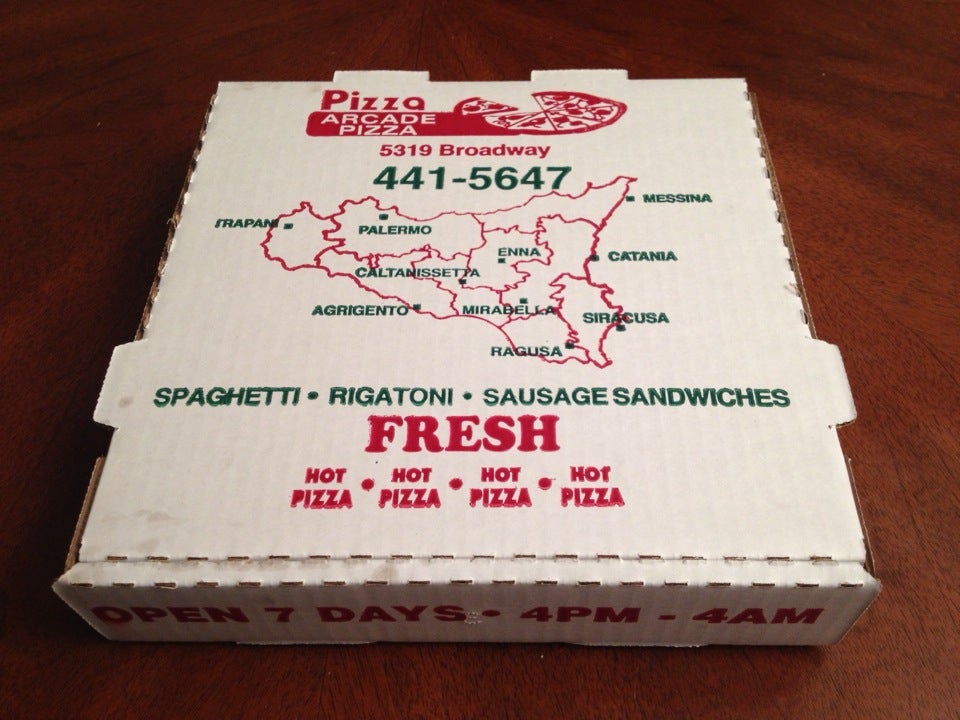 Pizza
ARCADE
PIZZA
5319 Broadway
441-5647
MESSINA
TRAPANI
PALERMO
ENNA
CATANIA
CALTANISSETTA
AGRIGENTO
MIRABELLA
SIRACUSA
RAGUSA
SPAGHETTI • RIGATONI • SAUSAGE SANDWICHES
FRESH
HOT PIZZA • HOT PIZZA • HOT PIZZA • HOT PIZZA
OPEN 7 DAYS • 4PM - 4AM